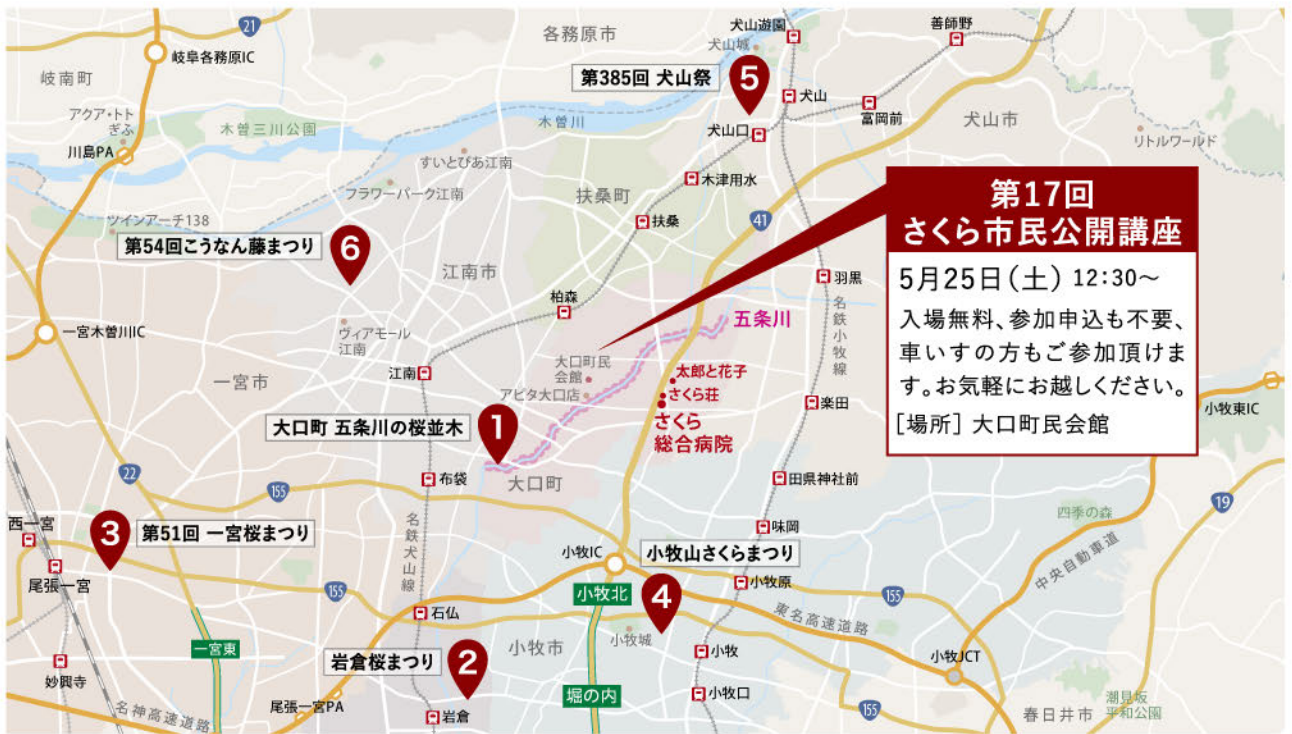 21
岐阜各務原IC
岐南町
各務原市
犬山遊園
犬山城
善師野
第385回 犬山祭
5
犬山
富岡前
犬山口
犬山市
リトルワールド
アクア・トト
ぎふ
木曽三川公園
木曽川
川島PA
すいとぴあ江南
フラワーパーク江南
木津用水
扶桑町
扶桑
41
ツインアーチ138
第54回こうなん藤まつり
6
江南市
第17回
さくら市民公開講座
5月25日(土) 12:30〜
入場無料、参加申込も不要、
車いすの方もご参加頂けま
す。お気軽にお越しください。
[場所] 大口町民会館
羽黒
名鉄小牧線
柏森
五条川
一宮木曽川IC
ヴィアモール
江南
大口町民
会館
アピタ大口店
江南
一宮市
太郎と花子
さくら荘
さくら
総合病院
楽田
小牧東IC
大口町 五条川の桜並木
1
布袋
大口町
田県神社前
22
155
19
西一宮
3
第51回 一宮桜まつり
名鉄犬山線
味岡
四季の森
中央自動車道
尾張一宮
小牧IC
小牧山さくらまつり
小牧原
155
155
小牧北
4
東名高速道路
石仏
小牧城
小牧市
一宮東
岩倉桜まつり
2
小牧
小牧JCT
妙興寺
堀の内
小牧口
尾張一宮PA
名神高速道路
岩倉
155
春日井市
潮見坂
平和公園